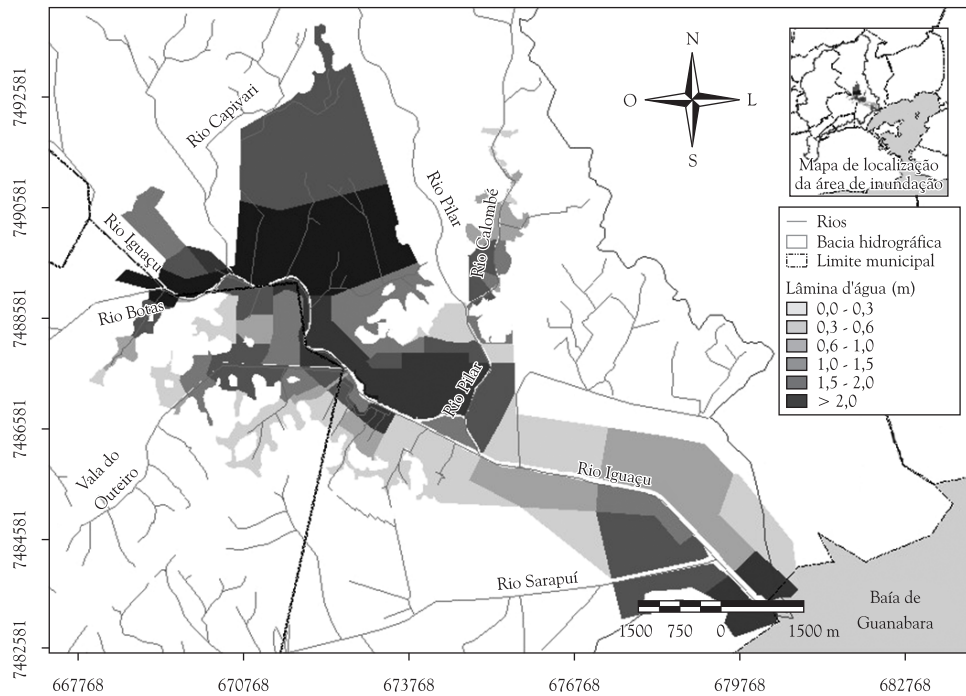 N
O
L
S
Mapa de localização
da área de inundação
Rios
Bacia hidrográfica
Limite municipal
Lâmina d'água (m)
0,0 - 0,3
0,3 - 0,6
0,6 - 1,0
1,0 - 1,5
1,5 - 2,0
> 2,0
Rio Capivari
Rio Pilar
Rio Calombé
Rio Iguaçu
Rio Botas
Rio Pilar
Vala do
Outeiro
Rio Iguaçu
Rio Sarapuí
Baía de
Guanabara
1500
750
0
1500 m
7492581
7490581
7488581
7486581
7484581
7482581
667768
670768
673768
676768
679768
682768